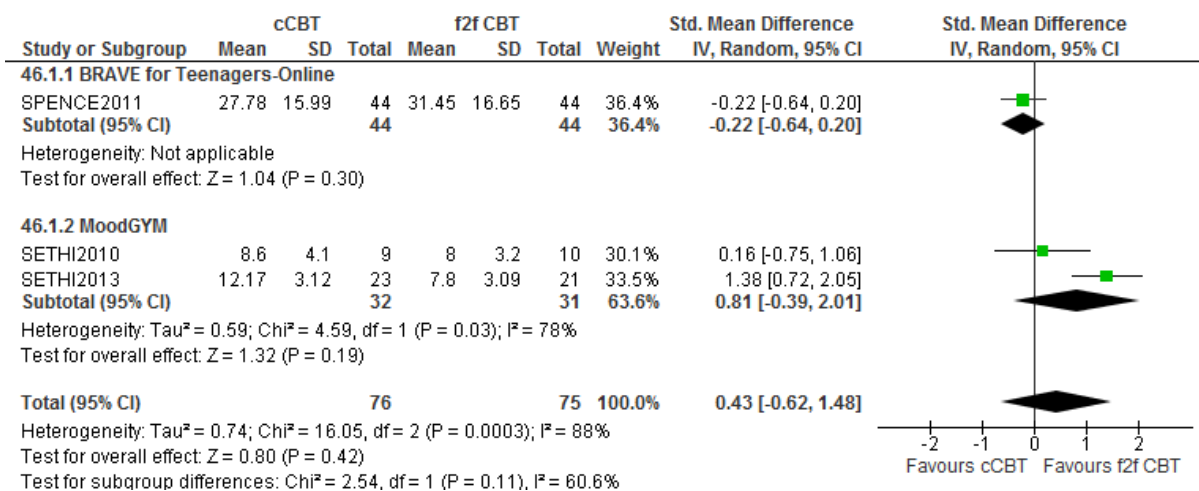 cCBT f2f CBT Std. Mean Difference Std. Mean Difference
Study or Subgroup Mean SD Total Mean SD Total Weight IV, Random, 95% CI IV, Random, 95% CI
46.1.1 BRAVE for Teenagers-Online
SPENCE2011 27.78 15.99 44 31.45 16.65 44 36.4% -0.22 [-0.64, 0.20]
Subtotal (95% CI) 44 44 36.4% -0.22 [-0.64, 0.20]
Heterogeneity: Not applicable
Test for overall effect: Z = 1.04 (P = 0.30)
46.1.2 MoodGYM
SETHI2010 8.6 4.1 9 8 3.2 10 30.1% 0.16 [-0.75, 1.06]
SETHI2013 12.17 3.12 23 7.8 3.09 21 33.5% 1.38 [0.72, 2.05]
Subtotal (95% CI) 32 31 63.6% 0.81 [-0.39, 2.01]
Heterogeneity: Tau² = 0.59; Chi² = 4.59, df = 1 (P = 0.03); I² = 78%
Test for overall effect: Z = 1.32 (P = 0.19)
Total (95% CI) 76 75 100.0% 0.43 [-0.62, 1.48]
Heterogeneity: Tau² = 0.74; Chi² = 16.05, df = 2 (P = 0.0003); I² = 88%
Test for overall effect: Z = 0.80 (P = 0.42)
Test for subgroup differences: Chi² = 2.54, df = 1 (P = 0.11), I² = 60.6%
-2 -1 0 1 2
Favours cCBT Favours f2f CBT